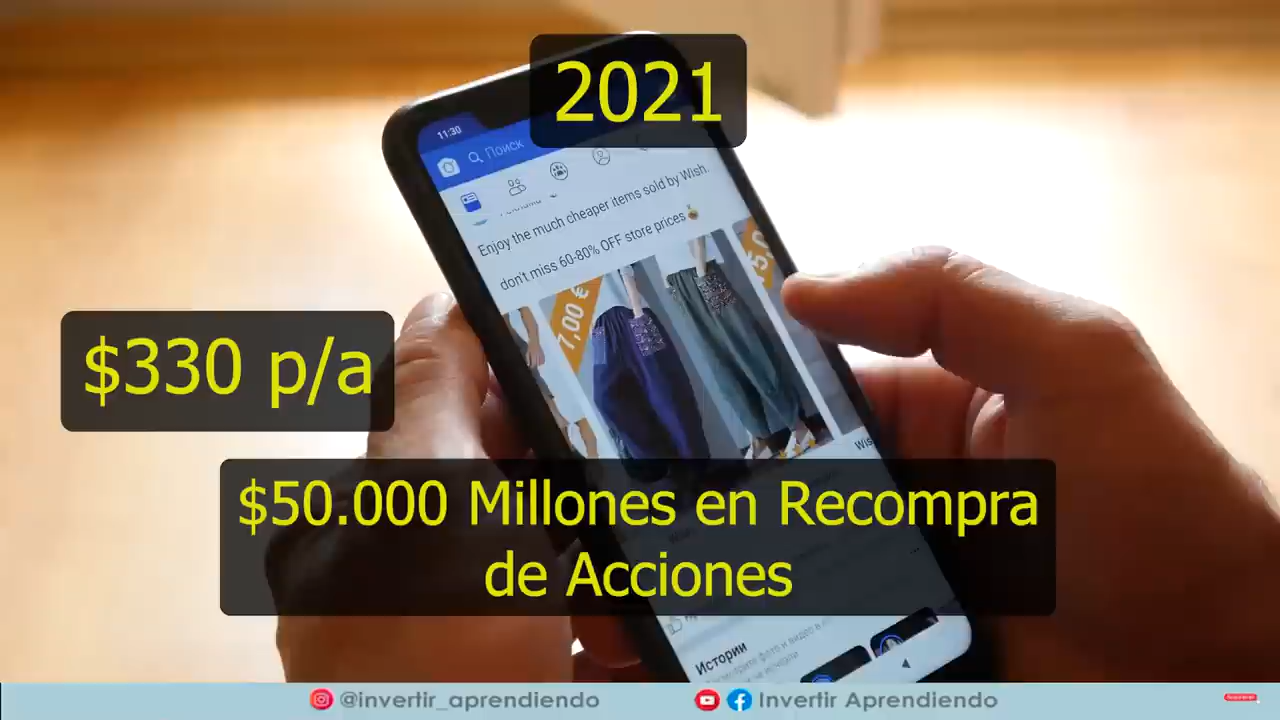 2021
11:30
Поиск
Enjoy the much cheaper items sold by Wish.
don't miss 60-80% OFF store prices
7,00 €
$330 p/a
$50.000 Millones en Recompra
de Acciones
Истории
@invertir_aprendiendo
Invertir Aprendiendo